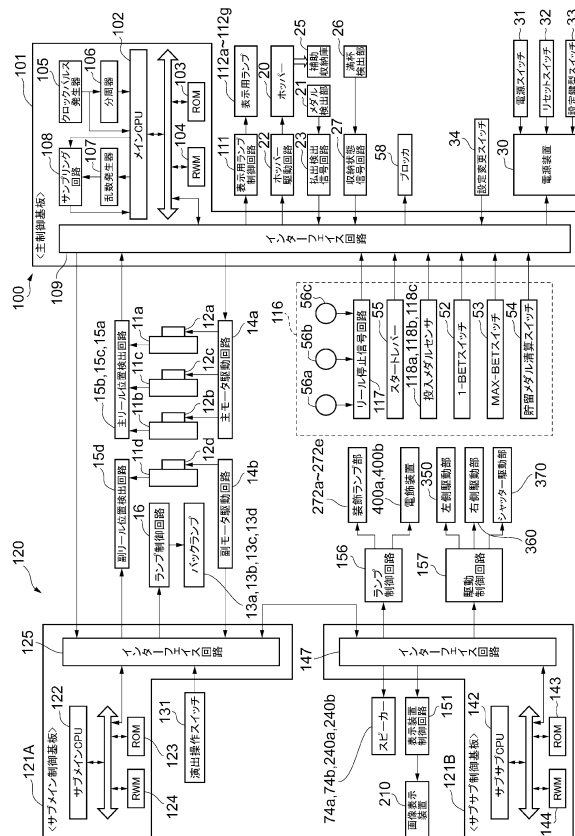 100
<主制御基板>
101
クロックパルス
発生器
105
分周器
106
サンプリング
回路
108
乱数発生器
107
メインCPU
102
ROM
103
RWM
104
インターフェイス回路
109
表示用ランプ
制御回路
111
表示用ランプ
112a~112g
ホッパー
駆動回路
22
ホッパー
20
払出検出
信号回路
23
メダル
検出部
21
補助
収納庫
25
収納状態
信号回路
27
満杯
検出部
26
ブロッカ
58
設定変更スイッチ
34
電源装置
30
電源スイッチ
31
リセットスイッチ
32
設定鍵型スイッチ
33
116
56a
56b
56c
リール停止信号回路
117
スタートレバー
55
投入メダルセンサ
118a,118b,118c
1-BETスイッチ
52
MAX-BETスイッチ
53
貯留メダル清算スイッチ
54
主リール位置検出回路
15b,15c,15a
11b
11c
11a
12b
12c
12a
主モータ駆動回路
14a
120
副リール位置検出回路
15d
11d
12d
副モータ駆動回路
14b
ランプ制御回路
16
バックランプ
13a,13b,13c,13d
121A
<サブメイン制御基板>
サブメインCPU
122
ROM
123
RWM
124
インターフェイス回路
125
演出操作スイッチ
131
121B
<サブサブ制御基板>
サブサブCPU
142
ROM
143
RWM
144
インターフェイス回路
147
スピーカー
74a,74b,240a,240b
表示装置
制御回路
151
画像表示
装置
210
ランプ
制御回路
156
装飾ランプ部
272a~272e
電飾装置
400a,400b
駆動
制御回路
157
左側駆動部
350
右側駆動部
360
シャッター駆動部
370